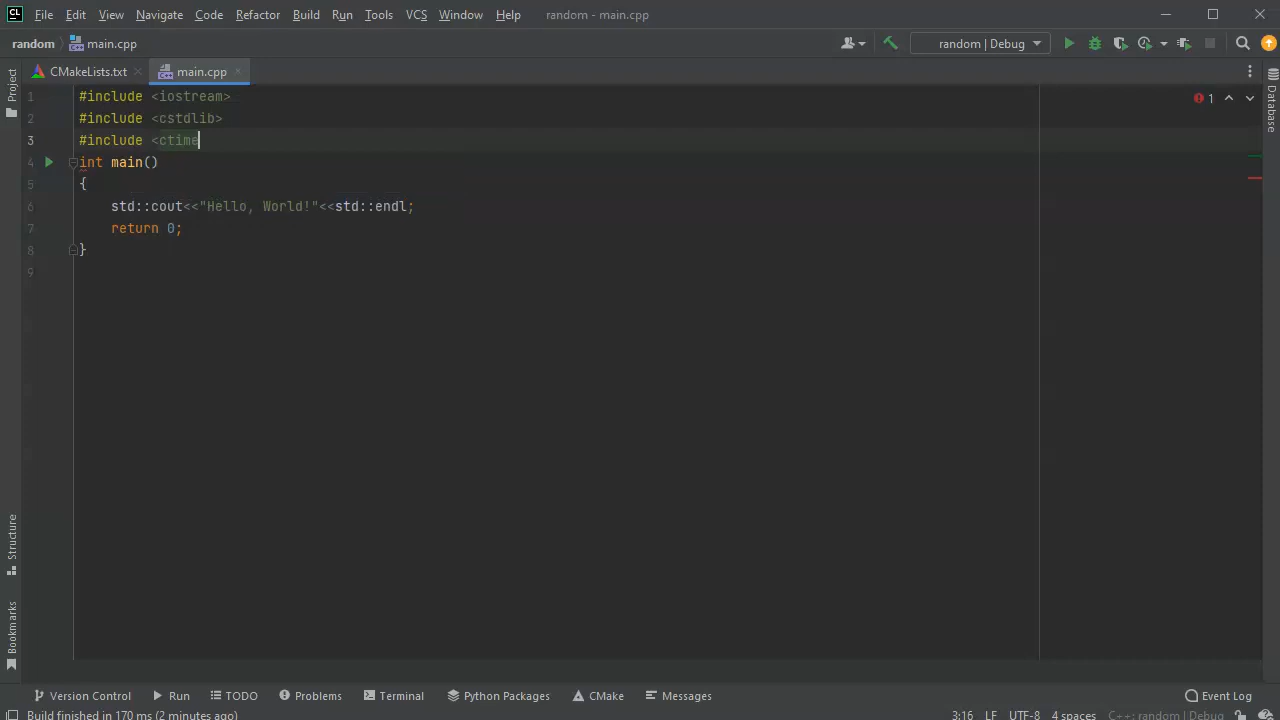 CL File Edit View Navigate Code Refactor Build Run Tools VCS Window Help random - main.cpp
random main.cpp random | Debug
Project CMakeLists.txt main.cpp Database
1 #include <iostream> 1
2 #include <cstdlib>
3 #include <ctime
4 int main()
5 {
6 std::cout<<"Hello, World!"<<std::endl;
7 return 0;
8 }
9
Structure
Bookmarks
Version Control Run TODO Problems Terminal Python Packages CMake Messages Event Log
Build finished in 170 ms (2 minutes ago) 3:16 LF UTF-8 4 spaces C++: random | Debug